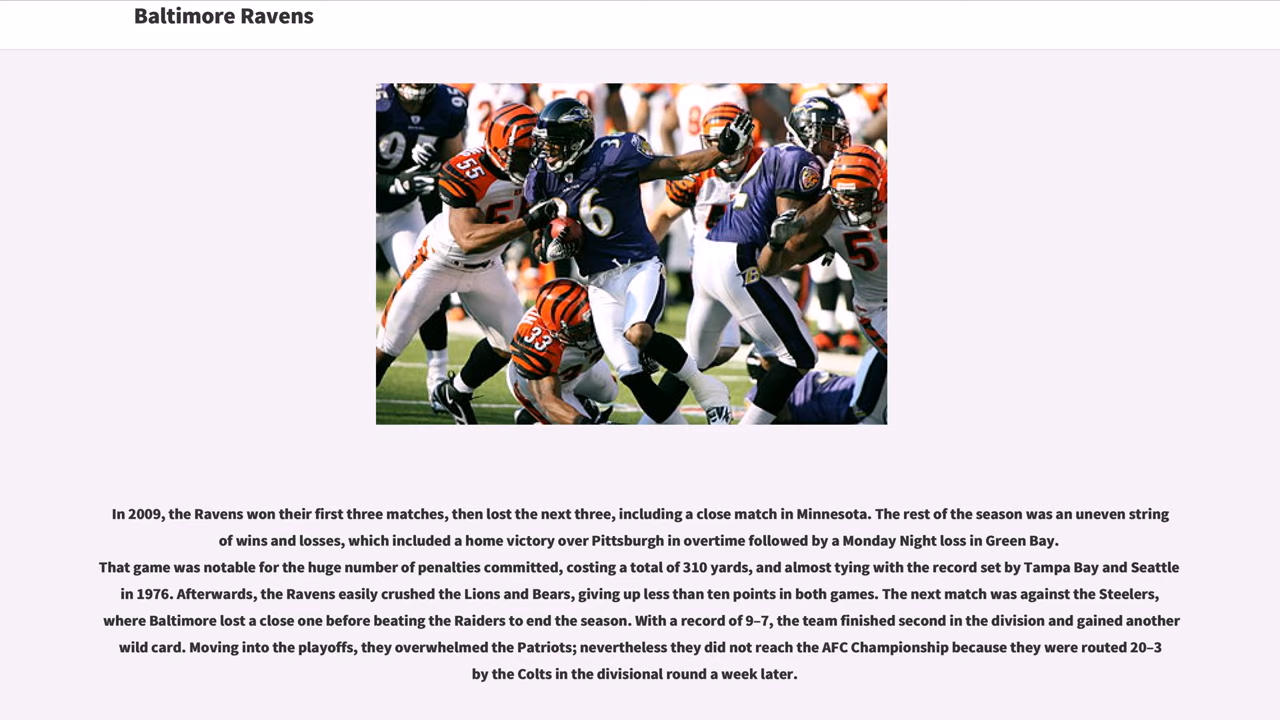 Baltimore Ravens
In 2009, the Ravens won their first three matches, then lost the next three, including a close match in Minnesota. The rest of the season was an uneven string
of wins and losses, which included a home victory over Pittsburgh in overtime followed by a Monday Night loss in Green Bay.
That game was notable for the huge number of penalties committed, costing a total of 310 yards, and almost tying with the record set by Tampa Bay and Seattle
in 1976. Afterwards, the Ravens easily crushed the Lions and Bears, giving up less than ten points in both games. The next match was against the Steelers,
where Baltimore lost a close one before beating the Raiders to end the season. With a record of 9–7, the team finished second in the division and gained another
wild card. Moving into the playoffs, they overwhelmed the Patriots; nevertheless they did not reach the AFC Championship because they were routed 20–3
by the Colts in the divisional round a week later.